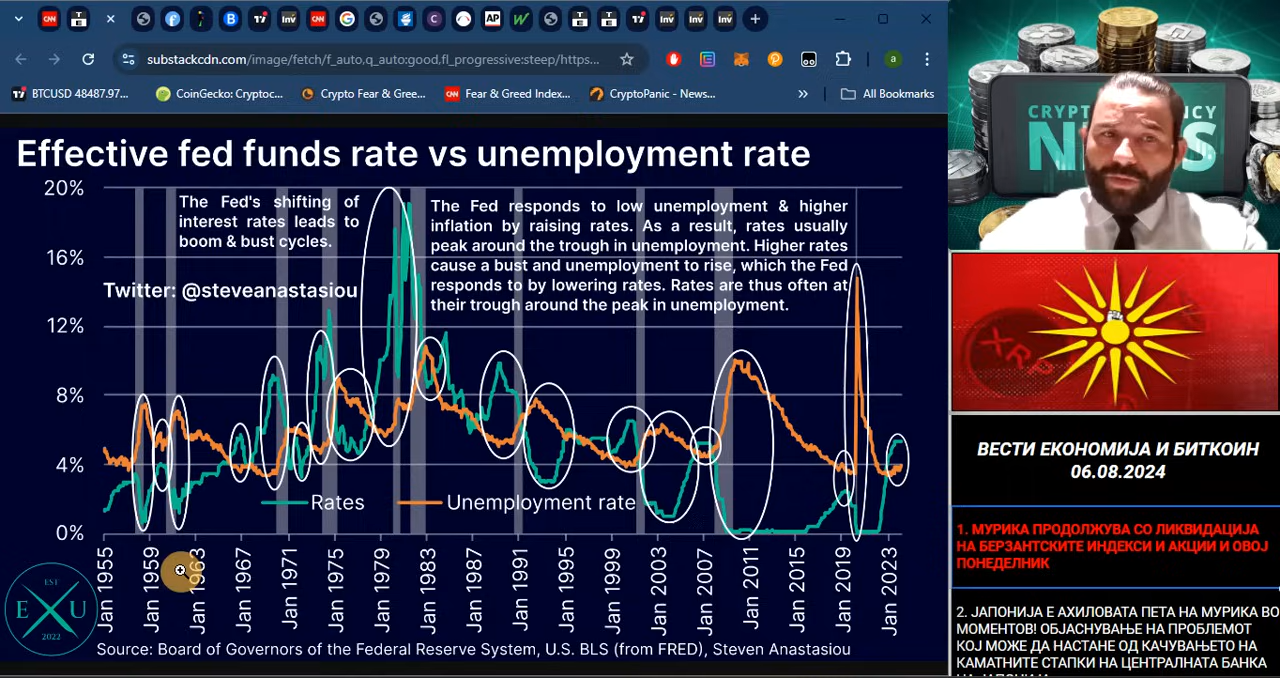 substackcdn.com/image/fetch/f_auto,q_auto:good,fl_progressive:steep/https...
BTCUSD 48487.97...
CoinGecko: Cryptoc...
Crypto Fear & Gree...
Fear & Greed Index...
CryptoPanic - News...
All Bookmarks
Effective fed funds rate vs unemployment rate
20%
16%
12%
8%
4%
0%
The Fed's shifting of
interest rates leads to
boom & bust cycles.
Twitter: @steveanastasiou
The Fed responds to low unemployment & higher
inflation by raising rates. As a result, rates usually
peak around the trough in unemployment. Higher rates
cause a bust and unemployment to rise, which the Fed
responds to by lowering rates. Rates are thus often at
their trough around the peak in unemployment.
Rates
Unemployment rate
Jan 1955
Jan 1959
Jan 1963
Jan 1967
Jan 1971
Jan 1975
Jan 1979
Jan 1983
Jan 1987
Jan 1991
Jan 1995
Jan 1999
Jan 2003
Jan 2007
Jan 2011
Jan 2015
Jan 2019
Jan 2023
Source: Board of Governors of the Federal Reserve System, U.S. BLS (from FRED), Steven Anastasiou
EST
E U
2022
XRP
ВЕСТИ ЕКОНОМИЈА И БИТКОИН
06.08.2024
1. МУРИКА ПРОДОЛЖУВА СО ЛИКВИДАЦИЈА
НА БЕРЗАНТСКИТЕ ИНДЕКСИ И АКЦИИ И ОВОЈ
ПОНЕДЕЛНИК
2. ЈАПОНИЈА Е АХИЛОВАТА ПЕТА НА МУРИКА ВО
МОМЕНТОВ! ОБЈАСНУВАЊЕ НА ПРОБЛЕМОТ
КОЈ МОЖЕ ДА НАСТАНЕ ОД КАЧУВАЊЕТО НА
КАМАТНИТЕ СТАПКИ НА ЦЕНТРАЛНАТА БАНКА